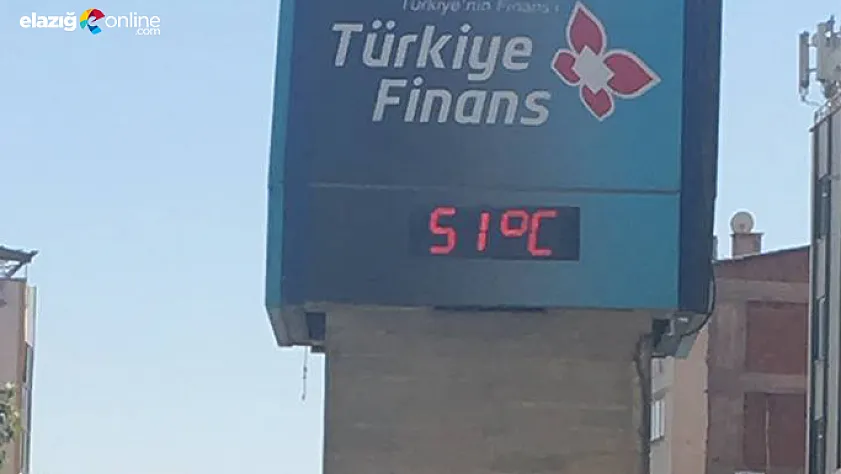 elazığ online
.com
Türkiye'nin Finans'ı
Türkiye
Finans
51°C